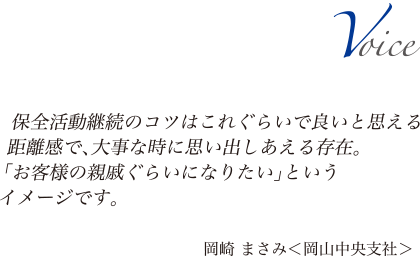 Voice
保全活動継続のコツはこれぐらいで良いと思える
距離感で、大事な時に思い出しあえる存在。
「お客様の親戚ぐらいになりたい」という
イメージです。
岡崎 まさみ＜岡山中央支社＞